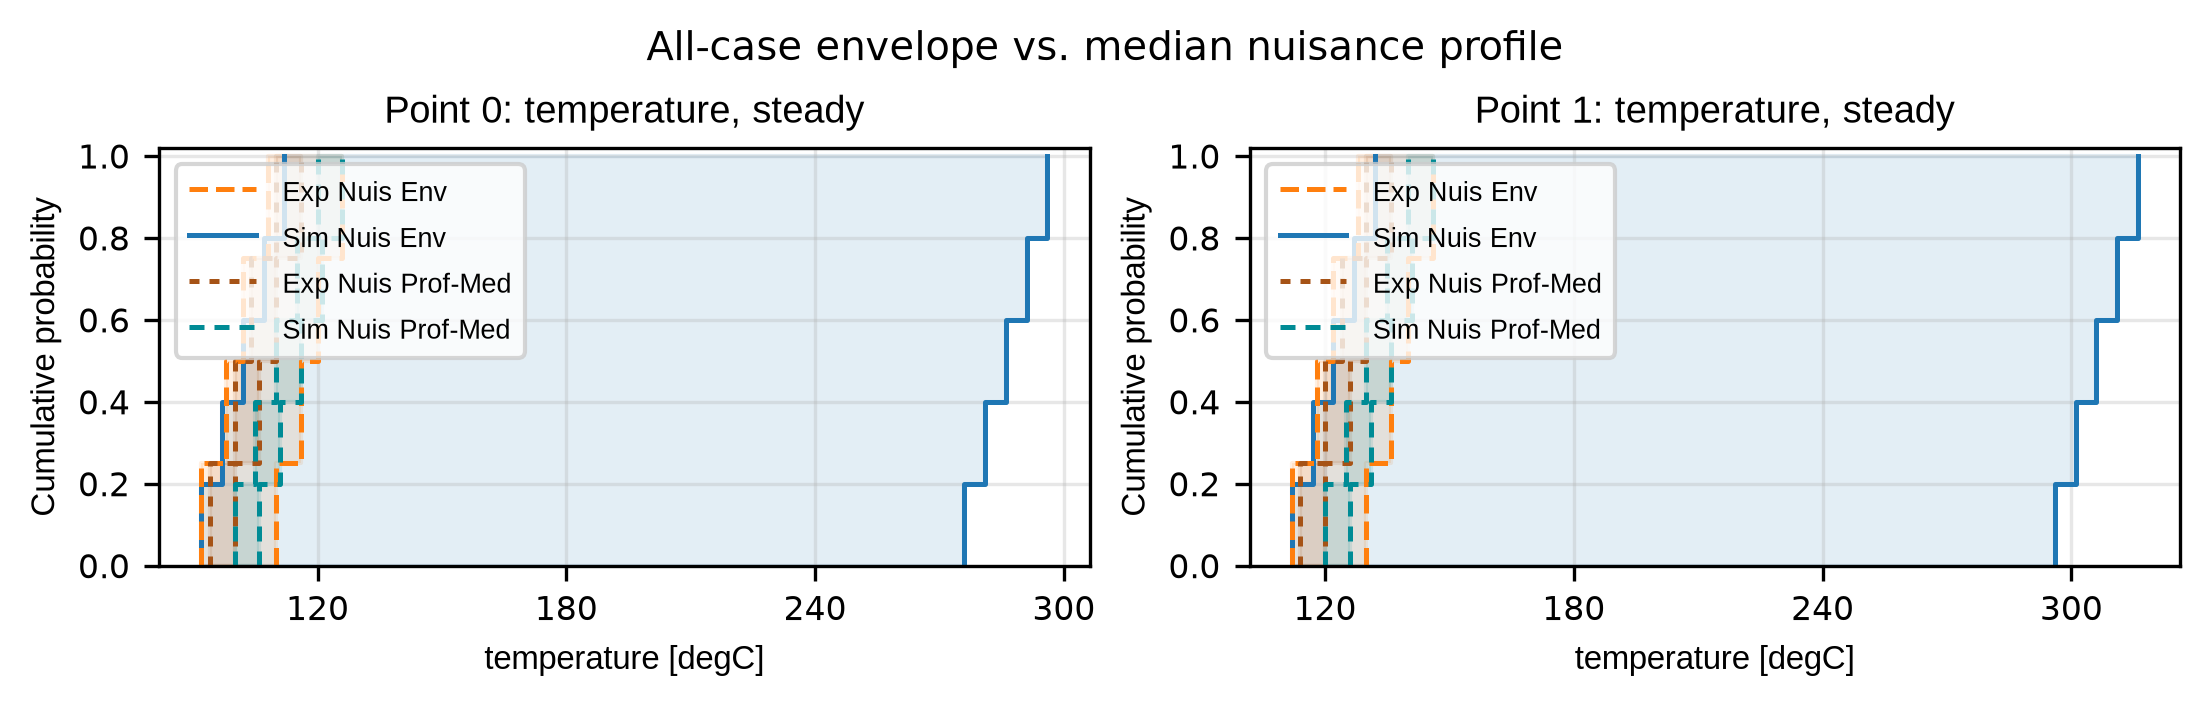 All-case envelope vs. median nuisance profile
Point 0: temperature, steady
Point 1: temperature, steady
Cumulative probability
1.0
0.8
0.6
0.4
0.2
0.0
Exp Nuis Env
Sim Nuis Env
Exp Nuis Prof-Med
Sim Nuis Prof-Med
120
180
240
300
temperature [degC]
Cumulative probability
1.0
0.8
0.6
0.4
0.2
0.0
Exp Nuis Env
Sim Nuis Env
Exp Nuis Prof-Med
Sim Nuis Prof-Med
120
180
240
300
temperature [degC]